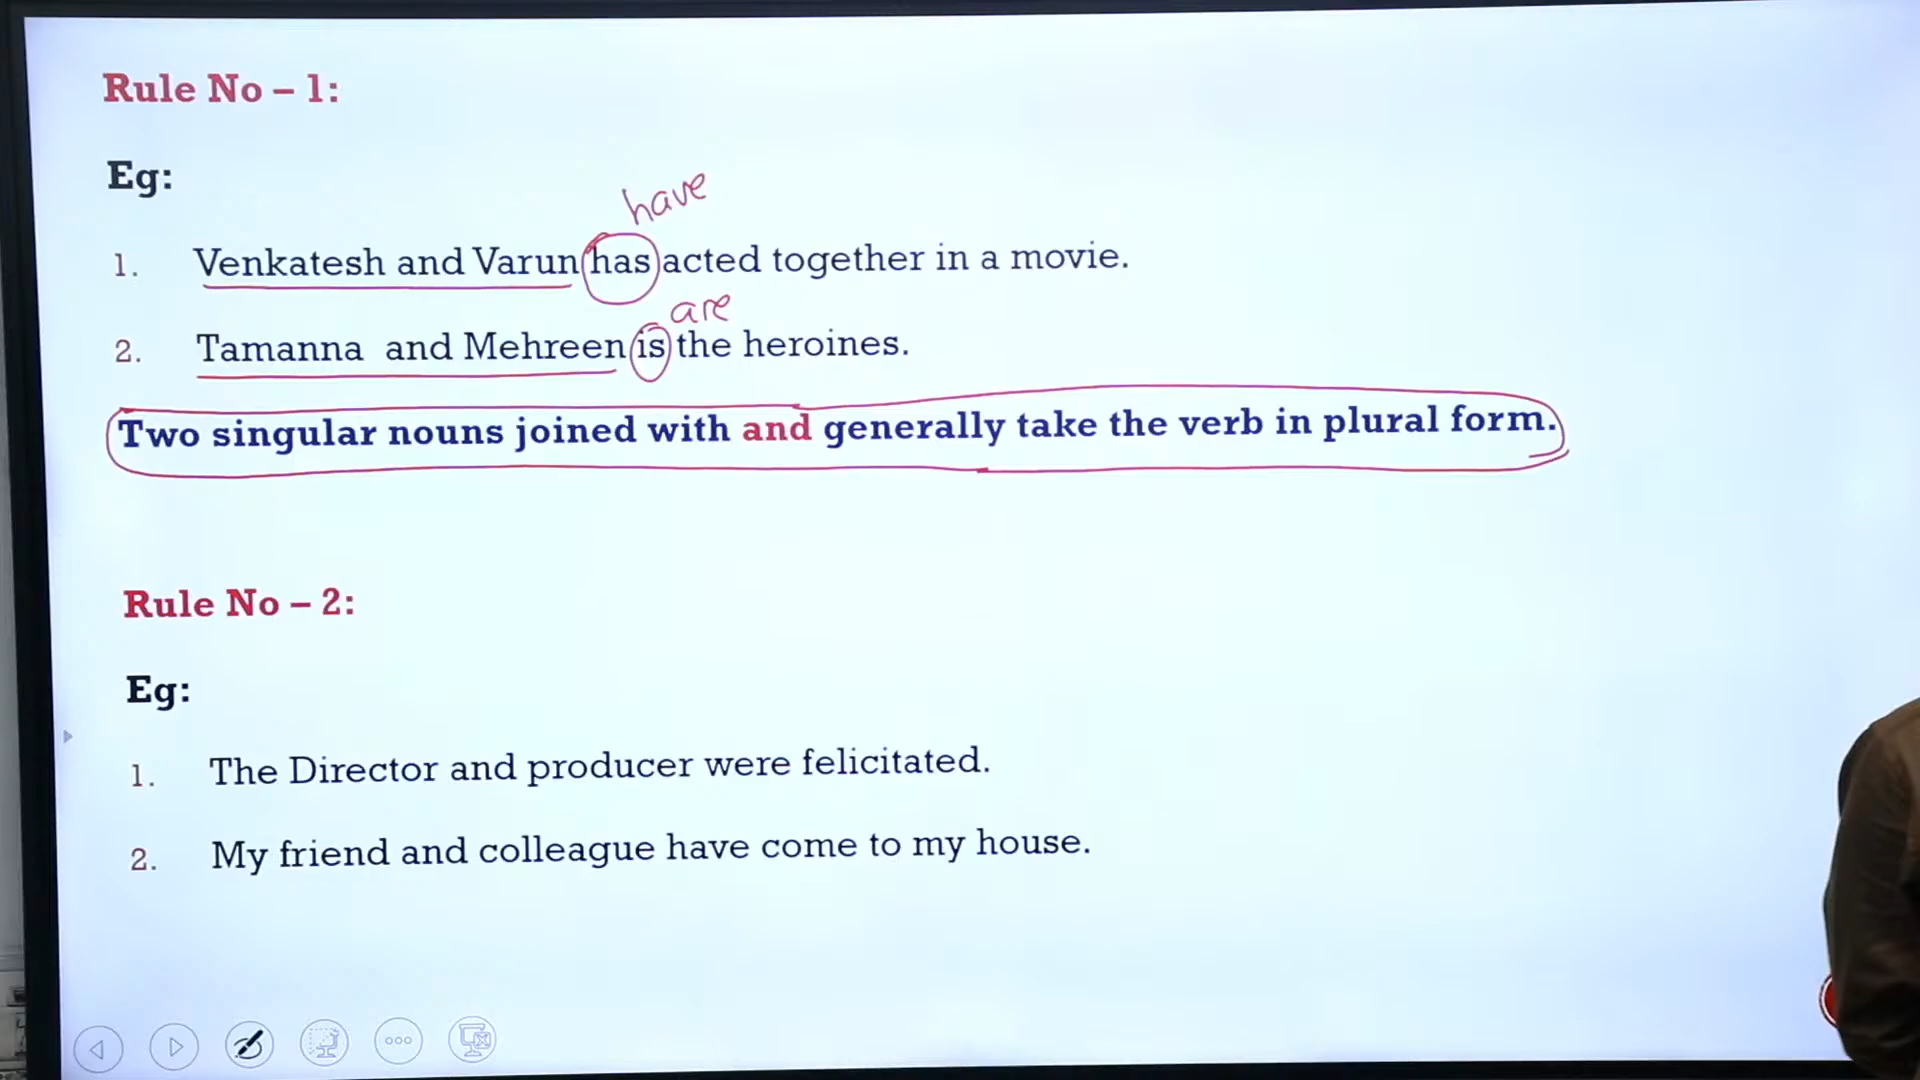 Rule No – 1:
Eg:
have
1. Venkatesh and Varun has acted together in a movie.
are
2. Tamanna and Mehreen is the heroines.
Two singular nouns joined with and generally take the verb in plural form.
Rule No – 2:
Eg:
1. The Director and producer were felicitated.
2. My friend and colleague have come to my house.